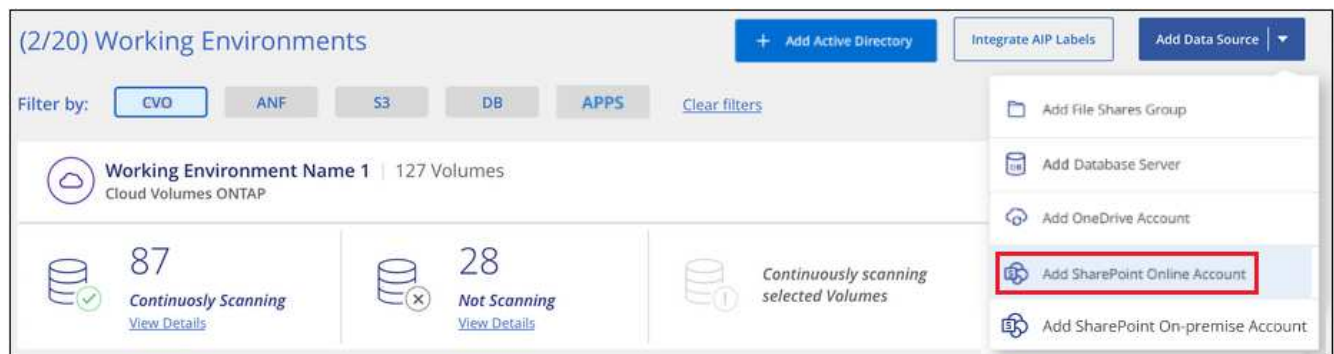 (2/20) Working Environments
+ Add Active Directory
Integrate AIP Labels
Add Data Source
Filter by:
CVO
ANF
S3
DB
APPS
Clear filters
Working Environment Name 1 | 127 Volumes
Cloud Volumes ONTAP
87
Continuosly Scanning
View Details
28
Not Scanning
View Details
Continuously scanning
selected Volumes
Add File Shares Group
DB
Add Database Server
Add OneDrive Account
S
Add SharePoint Online Account
S
Add SharePoint On-premise Account